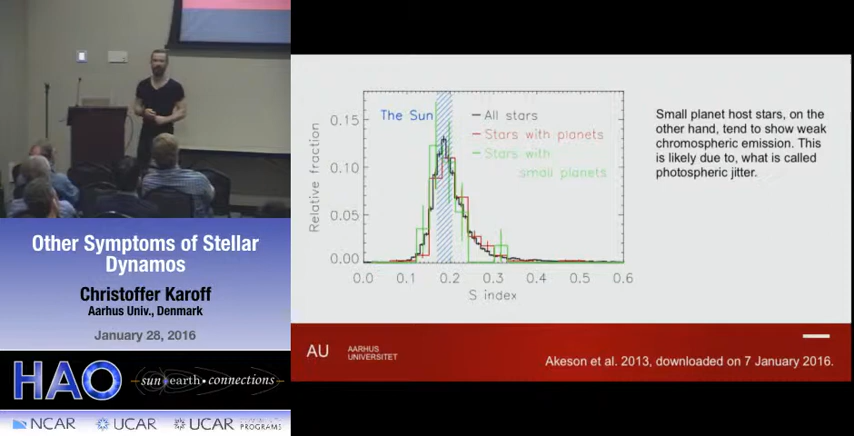 Other Symptoms of Stellar
Dynamos
Christoffer Karoff
Aarhus Univ., Denmark
January 28, 2016
HAO
sun earth • connections
NCAR
UCAR
UCAR
PROGRAMS
The Sun
All stars
Stars with planets
Stars with
small planets
Relative fraction
0.15
0.10
0.05
0.00
0.0 0.1 0.2 0.3 0.4 0.5 0.6
S index
Small planet host stars, on the
other hand, tend to show weak
chromospheric emission. This
is likely due to, what is called
photospheric jitter.
AU
AARHUS
UNIVERSITET
Akeson et al. 2013, downloaded on 7 January 2016.